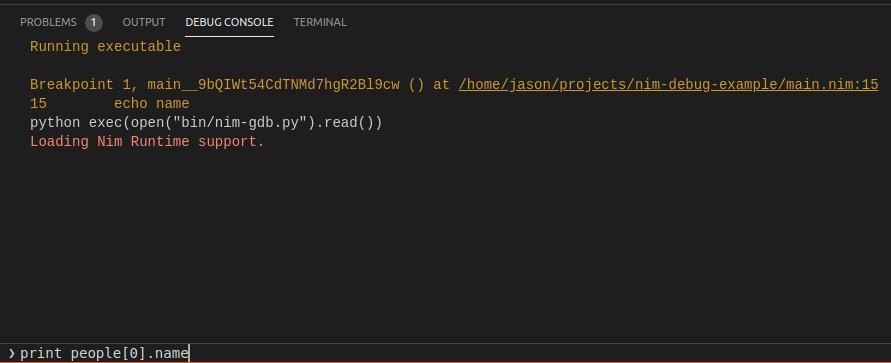 PROBLEMS 1 OUTPUT DEBUG CONSOLE TERMINAL
Running executable
Breakpoint 1, main__9bQIWt54CdTNMd7hgR2Bl9cw () at /home/jason/projects/nim-debug-example/main.nim:15
15 echo name
python exec(open("bin/nim-gdb.py").read())
Loading Nim Runtime support.
❯ print people[0].name